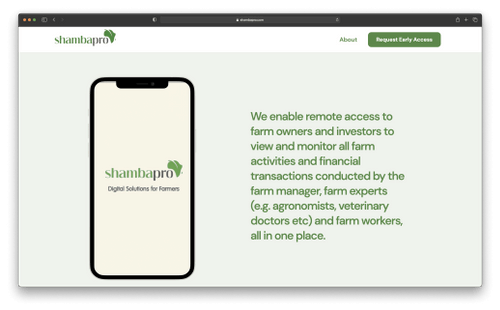 shambapro.com
shambapro
About
Request Early Access
shambapro
Digital Solutions for Farmers
We enable remote access to
farm owners and investors to
view and monitor all farm
activities and financial
transactions conducted by the
farm manager, farm experts
(e.g. agronomists, veterinary
doctors etc) and farm workers,
all in one place.